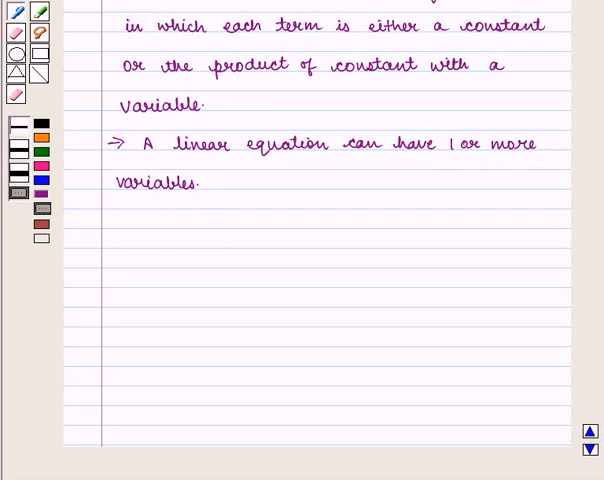 in which each term is either a constant
or the product of constant with a
variable.
→ A linear equation can have 1 or more
variables.